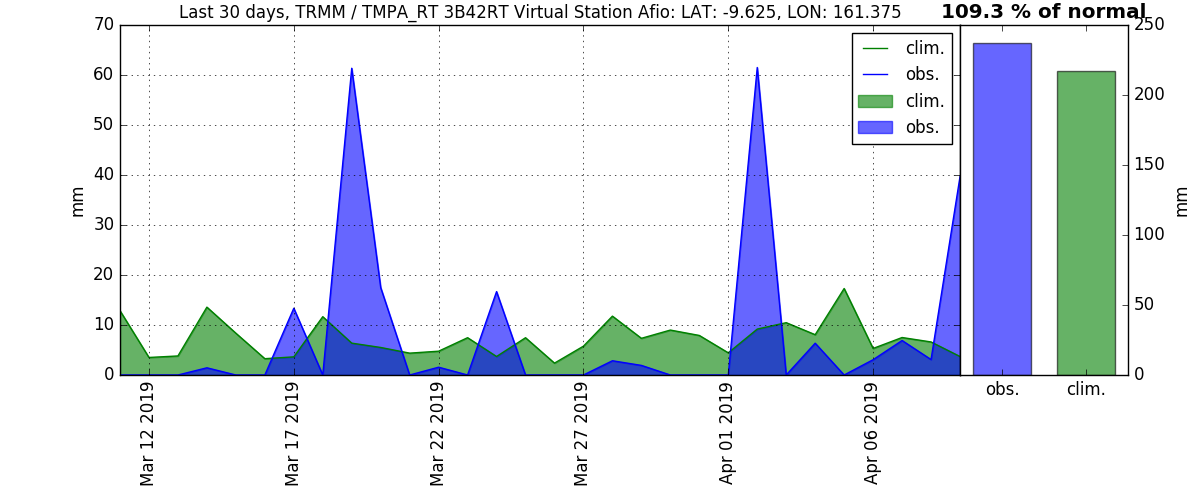 Last 30 days, TRMM / TMPA_RT 3B42RT Virtual Station Afio: LAT: -9.625, LON: 161.375
109.3 % of normal
70
60
50
40
30
20
10
0
mm
clim.
obs.
clim.
obs.
250
200
150
100
50
0
mm
obs.
clim.
Mar 12 2019
Mar 17 2019
Mar 22 2019
Mar 27 2019
Apr 01 2019
Apr 06 2019